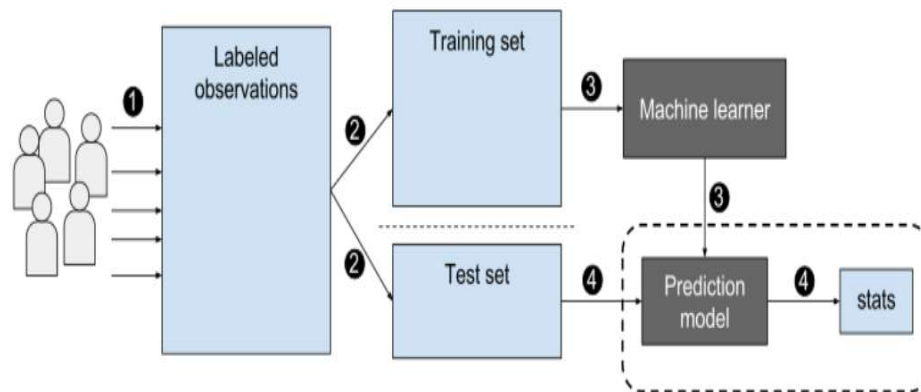 1
Labeled
observations
2
2
Training set
3
Machine learner
3
Test set
4
Prediction
model
4
stats